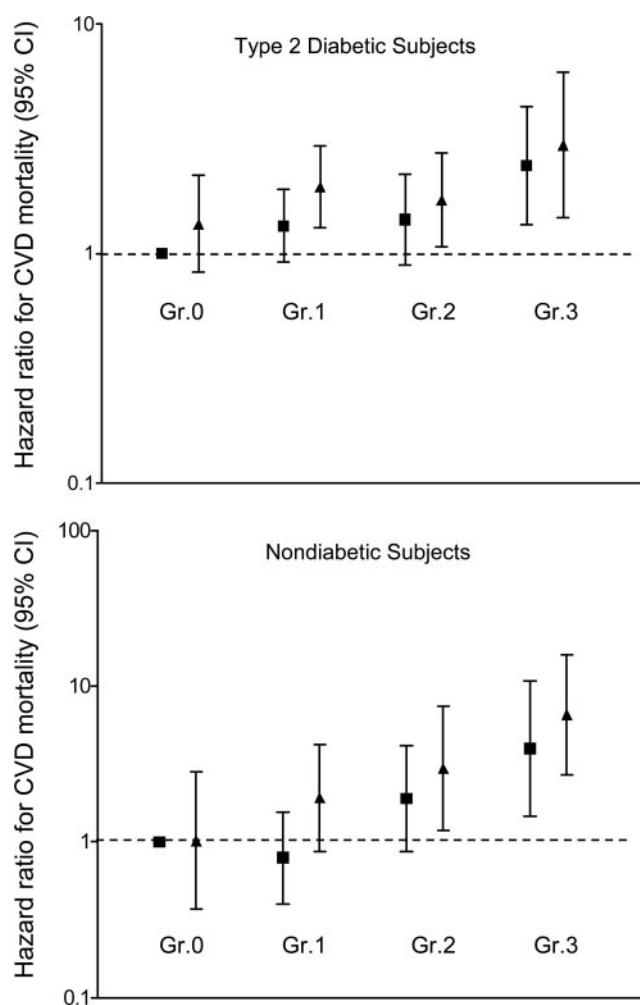 Hazard ratio for CVD mortality (95% CI)
10
1
0.1
Type 2 Diabetic Subjects
Gr.0 Gr.1 Gr.2 Gr.3
Hazard ratio for CVD mortality (95% CI)
100
10
1
0.1
Nondiabetic Subjects
Gr.0 Gr.1 Gr.2 Gr.3